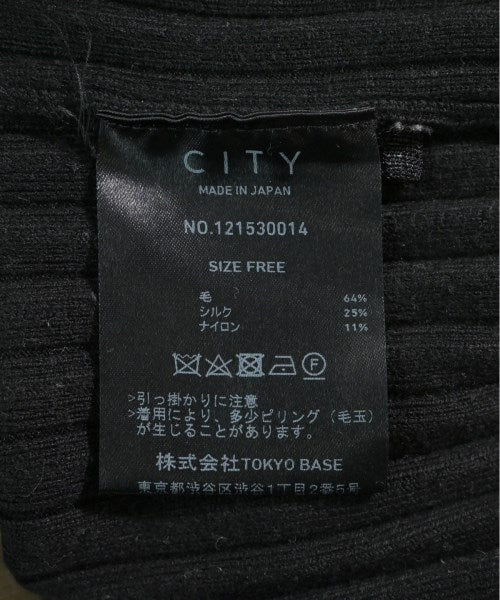 CITY
MADE IN JAPAN
NO.121530014
SIZE FREE
毛 64%
シルク 25%
ナイロン 11%
>引っ掛かりに注意
>着用により、多少ピリング（毛玉）
が生じることがあります。
株式会社TOKYO BASE
東京都渋谷区渋谷1丁目2番5号